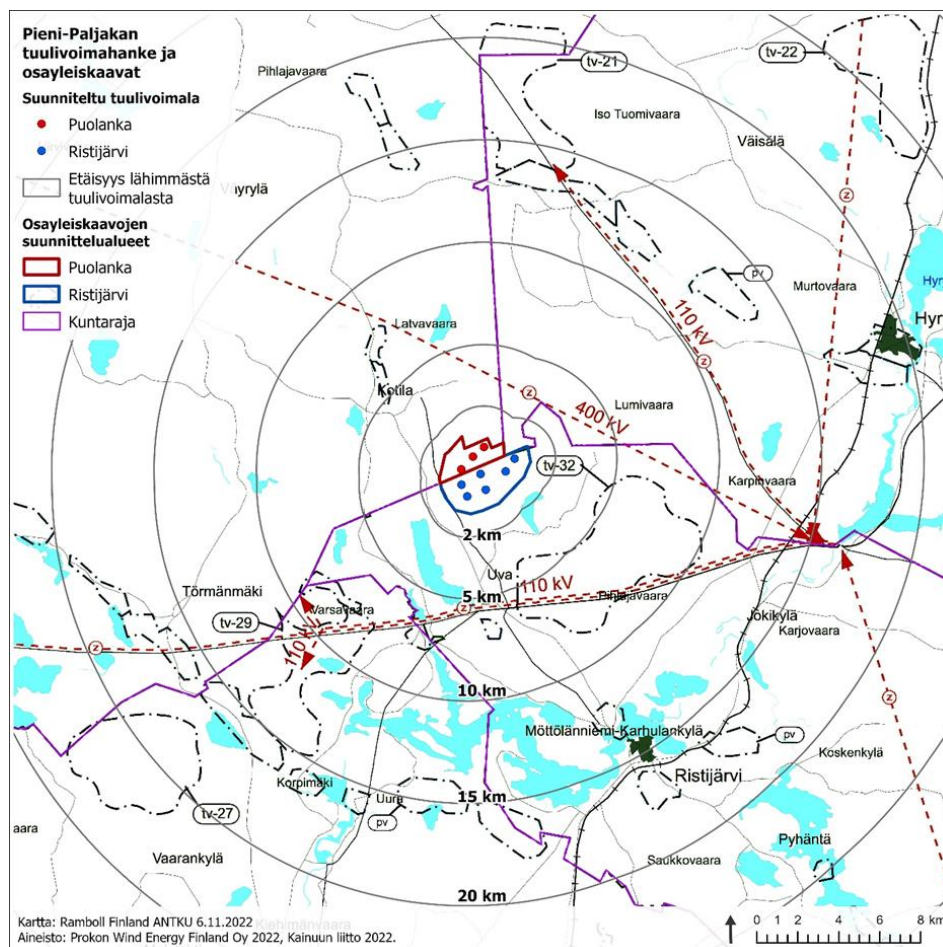 Pieni-Paljakan
tuulivoimahanke ja
osayleiskaavat
Suunniteltu tuulivoimala
Puolanka
Ristijärvi
Etäisyys lähimmästä
tuulivoimalasta
Osayleiskaavojen
suunnittelualueet
Puolanka
Ristijärvi
Kuntaraja
Pihlajavaara
tv-21
tv-22
Iso Tuomivaara
Väisälä
z
pv
Murtovaara
Hyr
Hyr
110 kV
z
Latvavaara
Kotila
z
400 kV
Lumivaara
tv-32
Karpinvaara
2 km
Uva
5 km
110 kV
z
Pihlajavaara
Törmänmäki
Varsavaara
tv-29
110
z
Jokikylä
Karjovaara
z
10 km
Möttölänniemi-Karhulankylä
pv
Koskenkylä
Ristijärvi
Korpimäki
15 km
Uura
pv
tv-27
aara
Vaarankylä
Pyhäntä
Saukkovaara
20 km
Kartta: Ramboll Finland ANTKU 6.11.2022
Aineisto: Prokon Wind Energy Finland Oy 2022, Kainuun liitto 2022.
0 1 2 4 6 8 km